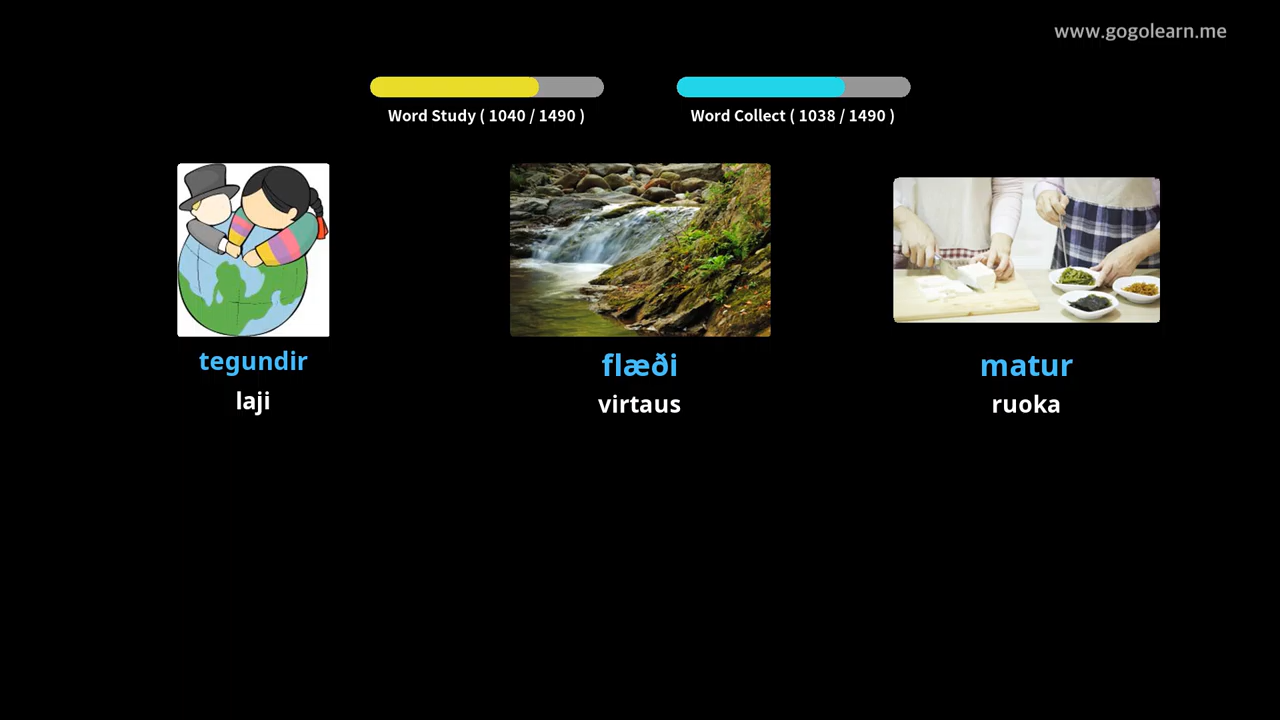 www.gogolearn.me
Word Study ( 1040 / 1490 )
Word Collect ( 1038 / 1490 )
tegundir
laji
flæði
virtaus
matur
ruoka